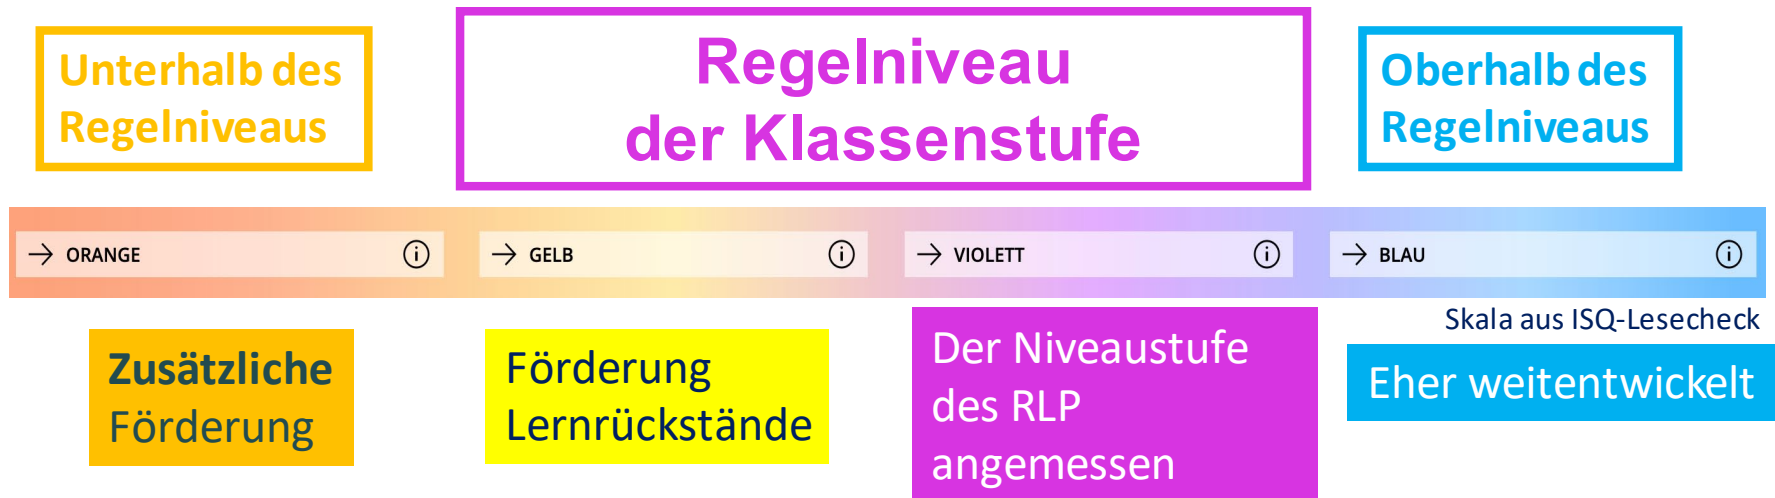 Unterhalb des
Regelniveaus
Regelniveau
der Klassenstufe
Oberhalb des
Regelniveaus
→ ORANGE
→ GELB
→ VIOLETT
→ BLAU
Skala aus ISQ-Lesecheck
Zusätzliche
Förderung
Förderung
Lernrückstände
Der Niveaustufe
des RLP
angemessen
Eher weitentwickelt